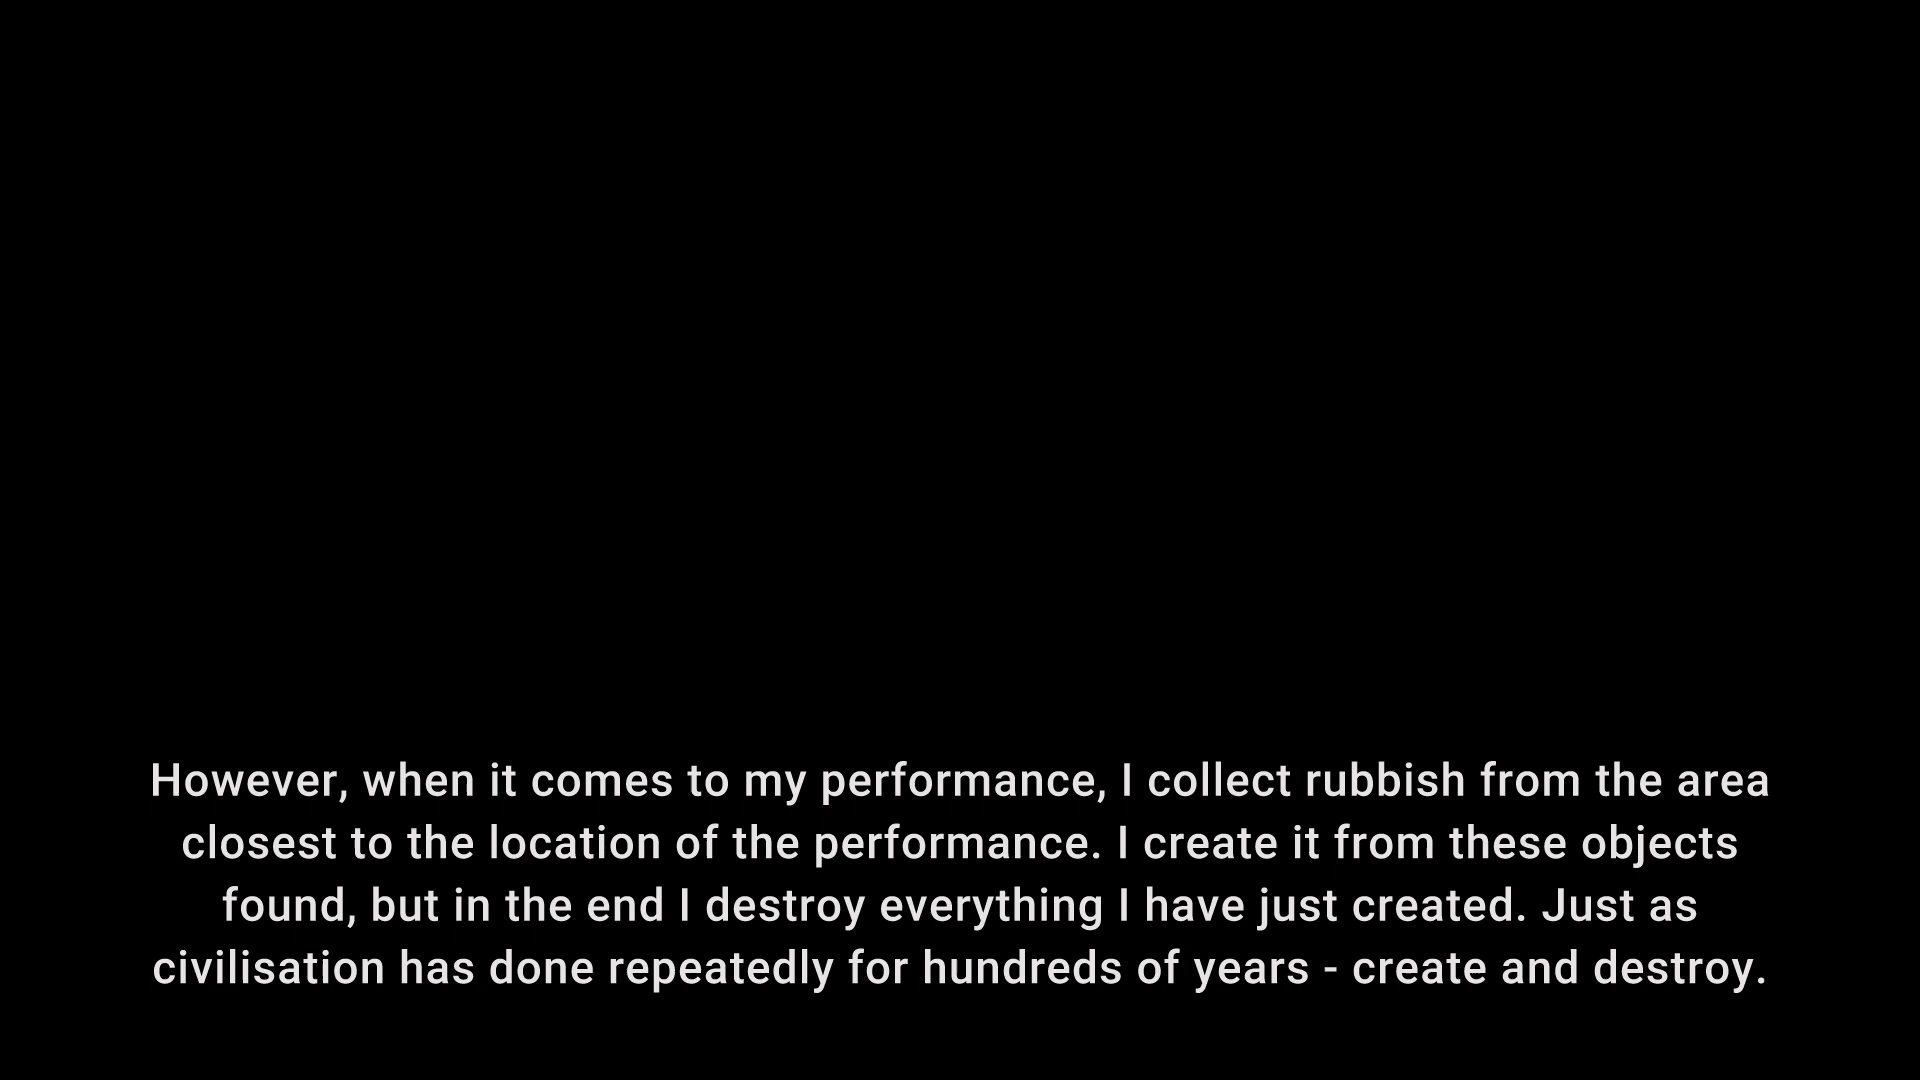 However, when it comes to my performance, I collect rubbish from the area
closest to the location of the performance. I create it from these objects
found, but in the end I destroy everything I have just created. Just as
civilisation has done repeatedly for hundreds of years - create and destroy.